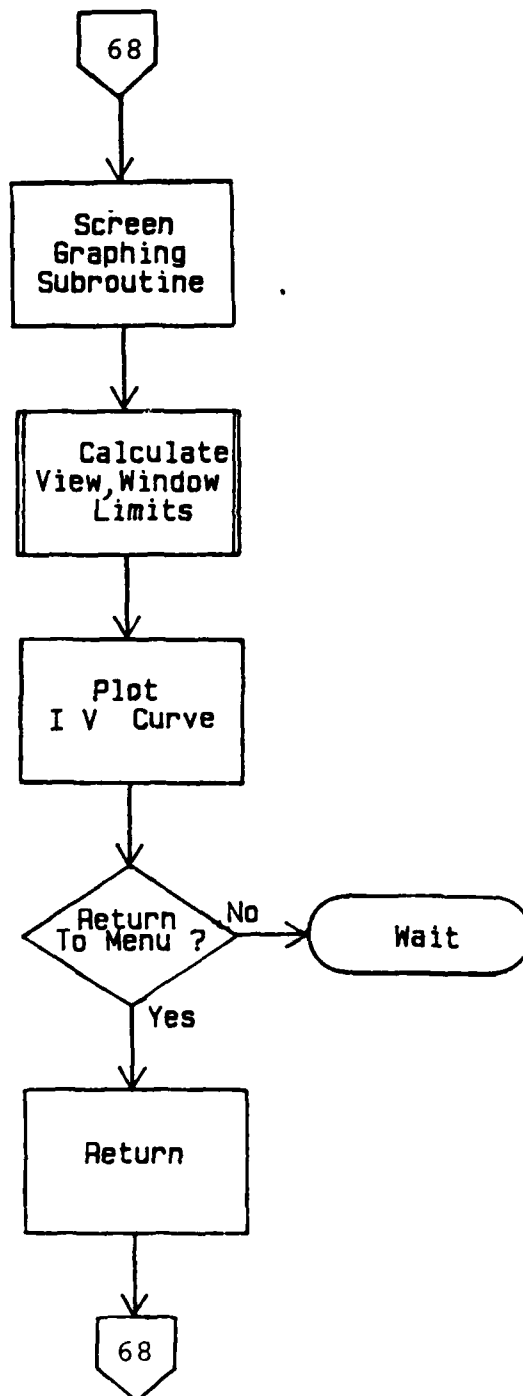 68
Screen
Graphing
Subroutine
Calculate
View,Window
Limits
Plot
I V Curve
Return
To Menu ?
No
Wait
Yes
Return
68